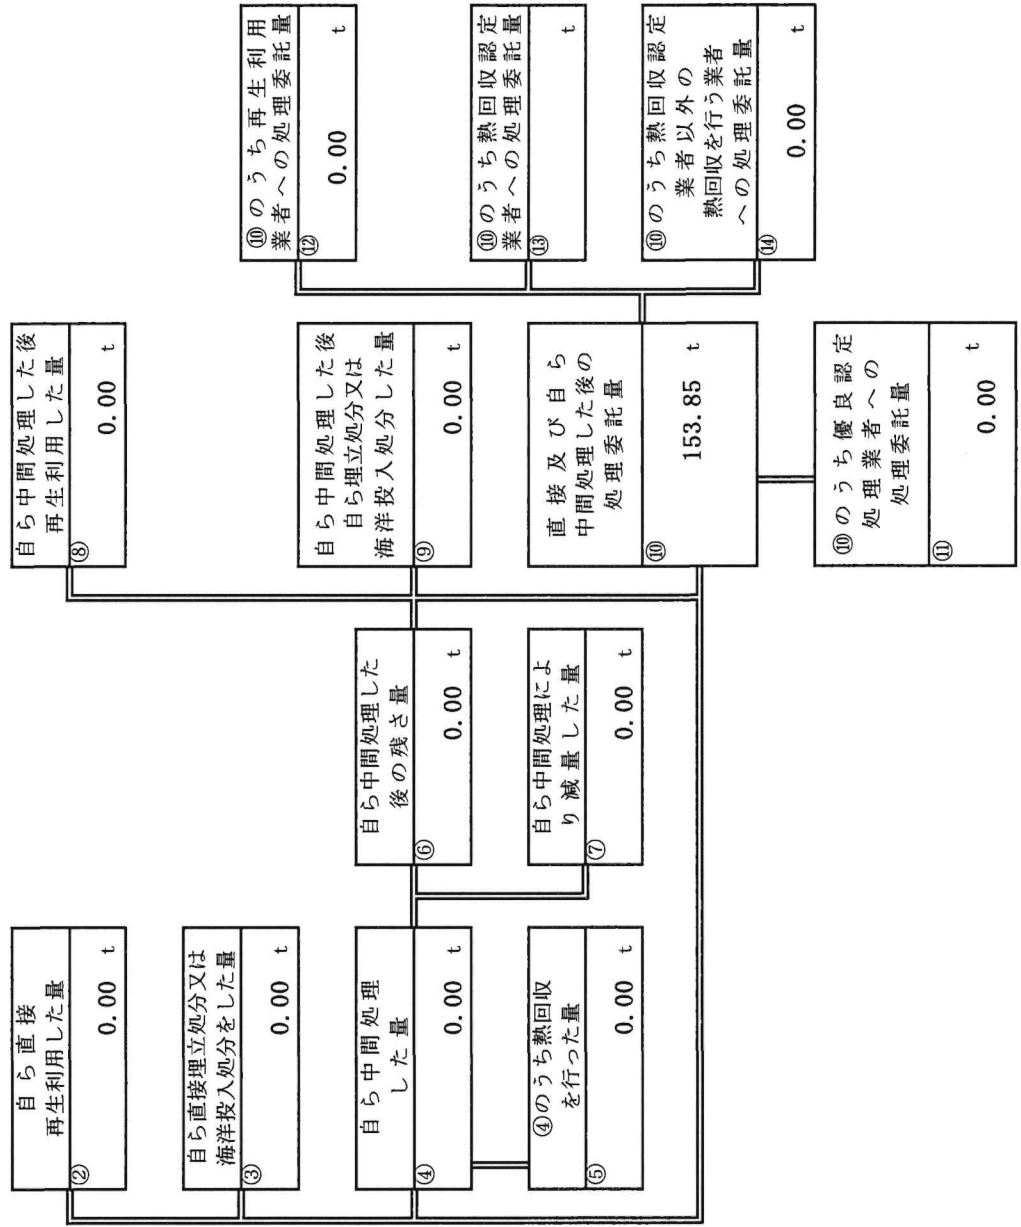 自ら直接
再生利用した量
②
0.00 t
自ら直接埋立処分又は
海洋投入処分をした量
③
0.00 t
自ら中間処理
した量
④
0.00 t
④のうち熱回収
を行った量
⑤
0.00 t
自ら中間処理した
後の残さ量
⑥
0.00 t
自ら中間処理によ
り減量した量
⑦
0.00 t
自ら中間処理した後
再生利用した量
⑧
0.00 t
自ら中間処理した後
自ら埋立処分又は
海洋投入処分した量
⑨
0.00 t
直接及び自ら
中間処理した後の
処理委託量
⑩
153.85 t
⑩のうち優良認定
処理業者への
処理委託量
⑪
0.00 t
⑩のうち再生利用
業者への処理委託量
⑫
0.00 t
⑩のうち熱回収認定
業者への処理委託量
⑬
t
⑩のうち熱回収認定
業者以外の
熱回収を行う業者
への処理委託量
⑭
0.00 t